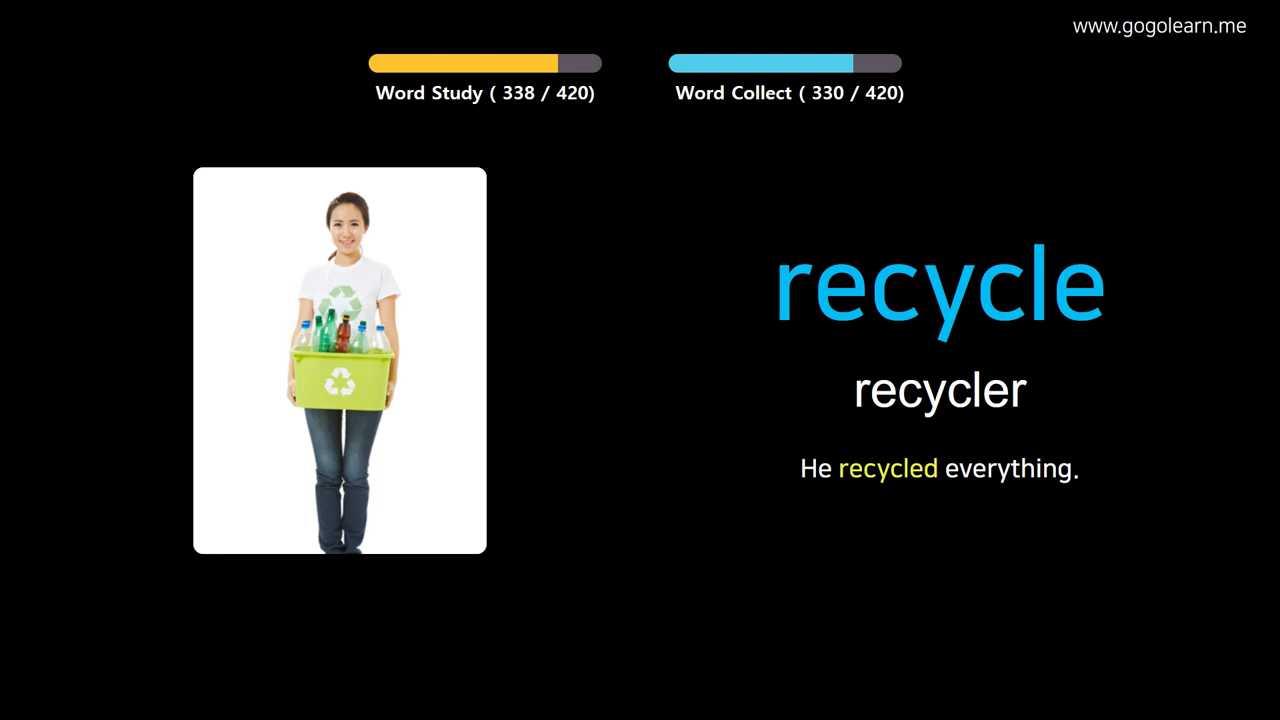 www.gogolearn.me
Word Study ( 338 / 420)
Word Collect ( 330 / 420)
recycle
recycler
He recycled everything.